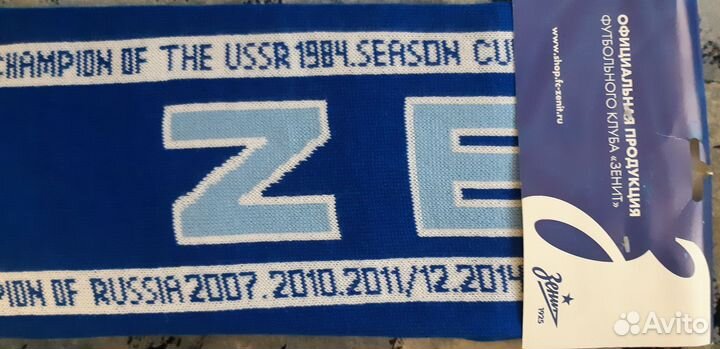 CHAMPION OF THE USSR 1984.SEASON CU
ZE
PION OF RUSSIA 2007.2010.2011/12.2014
ОФИЦИАЛЬНАЯ ПРОДУКЦИЯ
ФУТБОЛЬНОГО КЛУБА «ЗЕНИТ»
www.shop.fc-zenit.ru
Зенит
1925
Avito